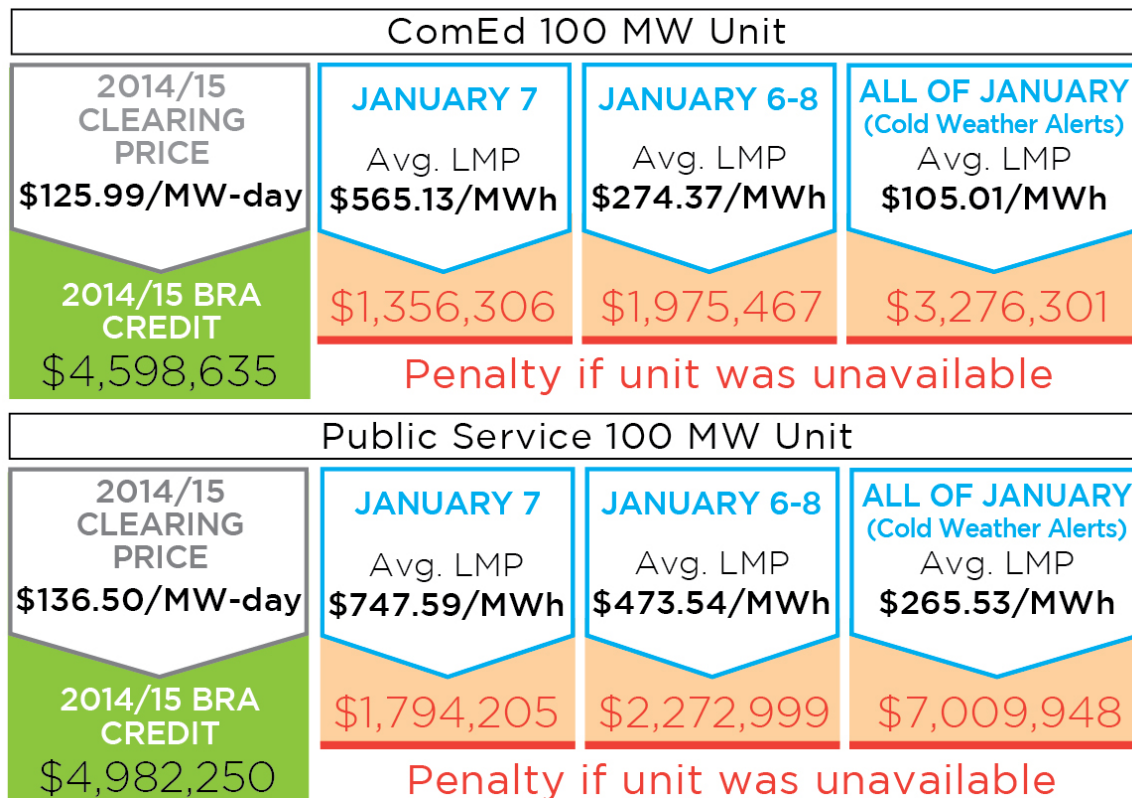 ComEd 100 MW Unit
2014/15
CLEARING
PRICE
$125.99/MW-day
2014/15 BRA
CREDIT
$4,598,635
JANUARY 7
Avg. LMP
$565.13/MWh
$1,356,306
JANUARY 6-8
Avg. LMP
$274.37/MWh
$1,975,467
ALL OF JANUARY
(Cold Weather Alerts)
Avg. LMP
$105.01/MWh
$3,276,301
Penalty if unit was unavailable
Public Service 100 MW Unit
2014/15
CLEARING
PRICE
$136.50/MW-day
2014/15 BRA
CREDIT
$4,982,250
JANUARY 7
Avg. LMP
$747.59/MWh
$1,794,205
JANUARY 6-8
Avg. LMP
$473.54/MWh
$2,272,999
ALL OF JANUARY
(Cold Weather Alerts)
Avg. LMP
$265.53/MWh
$7,009,948
Penalty if unit was unavailable